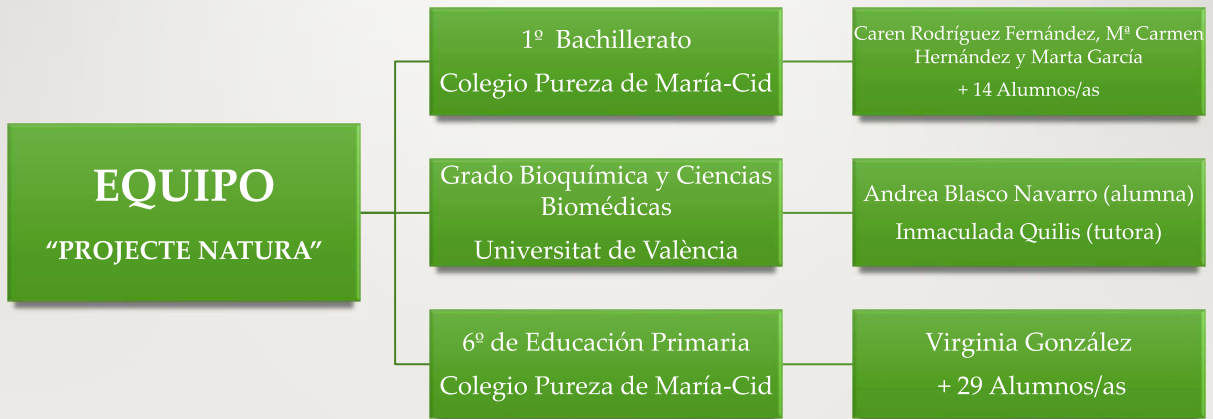 EQUIPO
“PROJECTE NATURA”
1º Bachillerato
Colegio Pureza de María-Cid
Caren Rodríguez Fernández, Mª Carmen
Hernández y Marta García
+ 14 Alumnos/as
Grado Bioquímica y Ciencias
Biomédicas
Universitat de València
Andrea Blasco Navarro (alumna)
Inmaculada Quilis (tutora)
6º de Educación Primaria
Colegio Pureza de María-Cid
Virginia González
+ 29 Alumnos/as